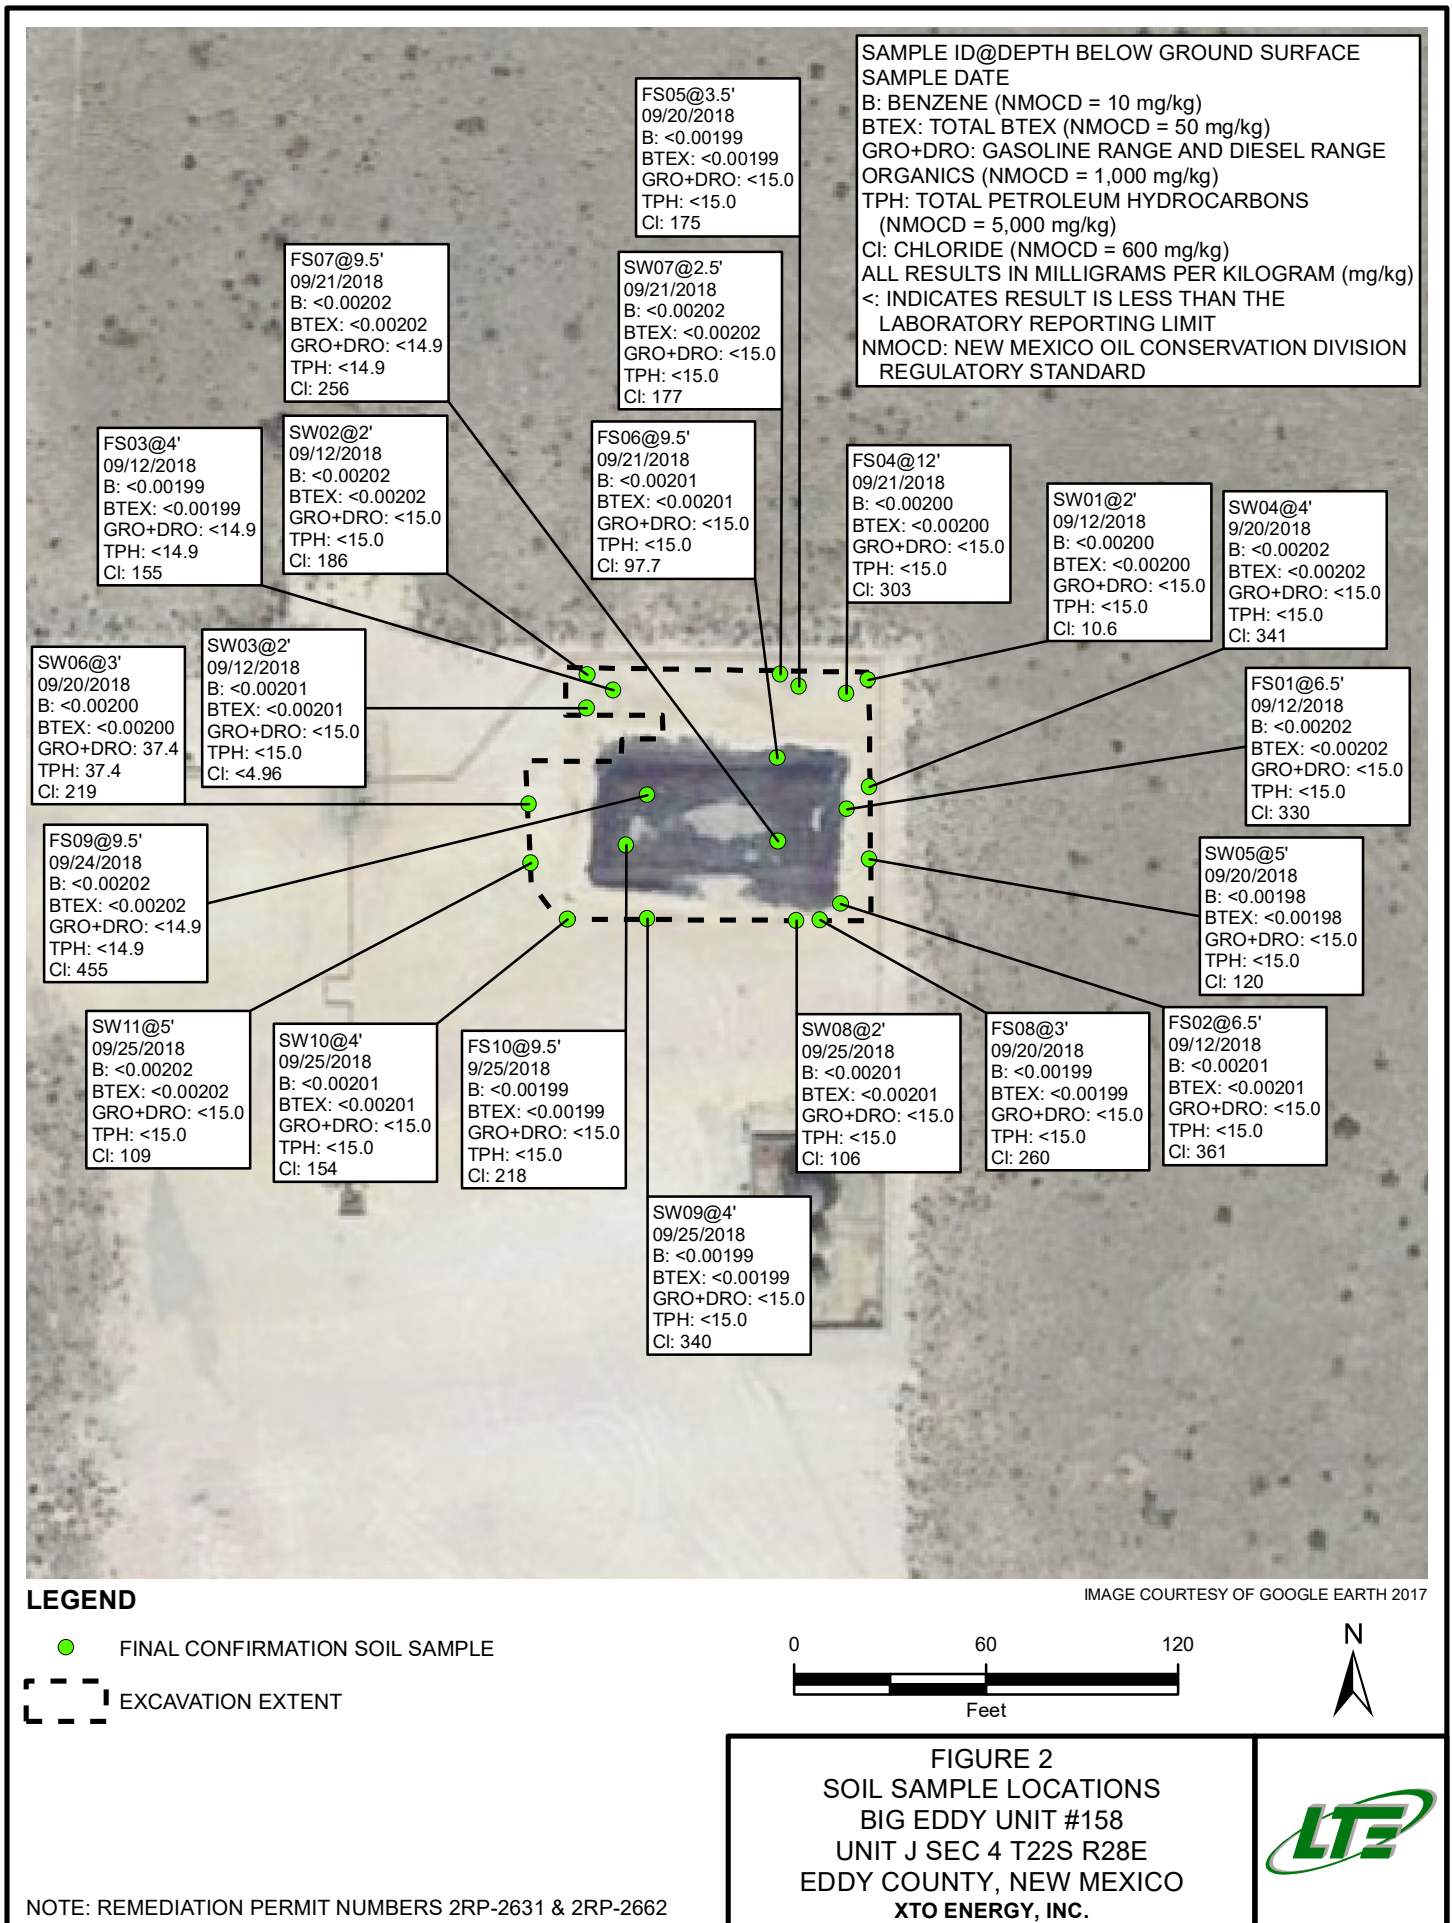 SAMPLE ID@DEPTH BELOW GROUND SURFACE
SAMPLE DATE
B: BENZENE (NMOCD = 10 mg/kg)
BTEX: TOTAL BTEX (NMOCD = 50 mg/kg)
GRO+DRO: GASOLINE RANGE AND DIESEL RANGE
ORGANICS (NMOCD = 1,000 mg/kg)
TPH: TOTAL PETROLEUM HYDROCARBONS
(NMOCD = 5,000 mg/kg)
Cl: CHLORIDE (NMOCD = 600 mg/kg)
ALL RESULTS IN MILLIGRAMS PER KILOGRAM (mg/kg)
<: INDICATES RESULT IS LESS THAN THE
LABORATORY REPORTING LIMIT
NMOCD: NEW MEXICO OIL CONSERVATION DIVISION
REGULATORY STANDARD
FS05@3.5'
09/20/2018
B: <0.00199
BTEX: <0.00199
GRO+DRO: <15.0
TPH: <15.0
Cl: 175
FS07@9.5'
09/21/2018
B: <0.00202
BTEX: <0.00202
GRO+DRO: <14.9
TPH: <14.9
Cl: 256
SW07@2.5'
09/21/2018
B: <0.00202
BTEX: <0.00202
GRO+DRO: <15.0
TPH: <15.0
Cl: 177
FS03@4'
09/12/2018
B: <0.00199
BTEX: <0.00199
GRO+DRO: <14.9
TPH: <14.9
Cl: 155
SW02@2'
09/12/2018
B: <0.00202
BTEX: <0.00202
GRO+DRO: <15.0
TPH: <15.0
Cl: 186
FS06@9.5'
09/21/2018
B: <0.00201
BTEX: <0.00201
GRO+DRO: <15.0
TPH: <15.0
Cl: 97.7
FS04@12'
09/21/2018
B: <0.00200
BTEX: <0.00200
GRO+DRO: <15.0
TPH: <15.0
Cl: 303
SW01@2'
09/12/2018
B: <0.00200
BTEX: <0.00200
GRO+DRO: <15.0
TPH: <15.0
Cl: 10.6
SW04@4'
9/20/2018
B: <0.00202
BTEX: <0.00202
GRO+DRO: <15.0
TPH: <15.0
Cl: 341
SW06@3'
09/20/2018
B: <0.00200
BTEX: <0.00200
GRO+DRO: 37.4
TPH: 37.4
Cl: 219
SW03@2'
09/12/2018
B: <0.00201
BTEX: <0.00201
GRO+DRO: <15.0
TPH: <15.0
Cl: <4.96
FS01@6.5'
09/12/2018
B: <0.00202
BTEX: <0.00202
GRO+DRO: <15.0
TPH: <15.0
Cl: 330
FS09@9.5'
09/24/2018
B: <0.00202
BTEX: <0.00202
GRO+DRO: <14.9
TPH: <14.9
Cl: 455
SW05@5'
09/20/2018
B: <0.00198
BTEX: <0.00198
GRO+DRO: <15.0
TPH: <15.0
Cl: 120
SW11@5'
09/25/2018
B: <0.00202
BTEX: <0.00202
GRO+DRO: <15.0
TPH: <15.0
Cl: 109
SW10@4'
09/25/2018
B: <0.00201
BTEX: <0.00201
GRO+DRO: <15.0
TPH: <15.0
Cl: 154
FS10@9.5'
9/25/2018
B: <0.00199
BTEX: <0.00199
GRO+DRO: <15.0
TPH: <15.0
Cl: 218
SW08@2'
09/25/2018
B: <0.00201
BTEX: <0.00201
GRO+DRO: <15.0
TPH: <15.0
Cl: 106
FS08@3'
09/20/2018
B: <0.00199
BTEX: <0.00199
GRO+DRO: <15.0
TPH: <15.0
Cl: 260
FS02@6.5'
09/12/2018
B: <0.00201
BTEX: <0.00201
GRO+DRO: <15.0
TPH: <15.0
Cl: 361
SW09@4'
09/25/2018
B: <0.00199
BTEX: <0.00199
GRO+DRO: <15.0
TPH: <15.0
Cl: 340
IMAGE COURTESY OF GOOGLE EARTH 2017
LEGEND
FINAL CONFIRMATION SOIL SAMPLE
EXCAVATION EXTENT
0 60 120
Feet
N
NOTE: REMEDIATION PERMIT NUMBERS 2RP-2631 & 2RP-2662
FIGURE 2
SOIL SAMPLE LOCATIONS
BIG EDDY UNIT #158
UNIT J SEC 4 T22S R28E
EDDY COUNTY, NEW MEXICO
XTO ENERGY, INC.
LTE